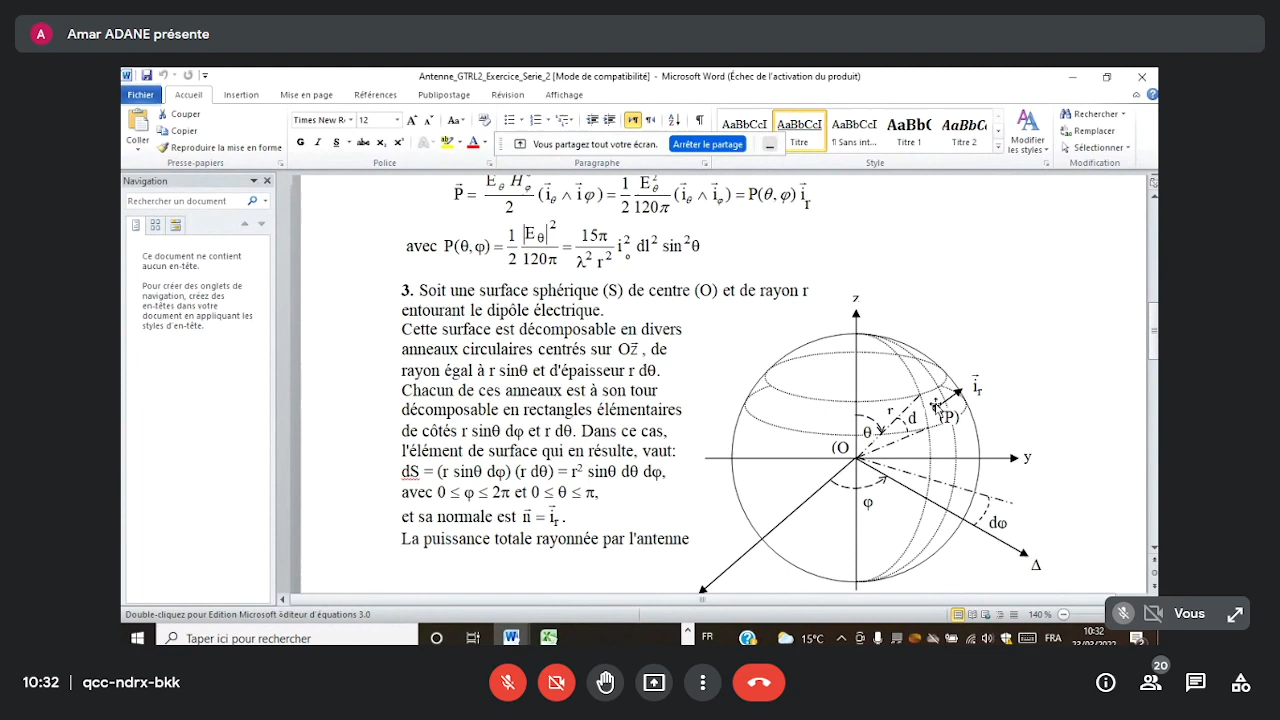 A Amar ADANE présente
Antenne_GTRL2_Exercice_Serie_2 [Mode de compatibilité] - Microsoft Word (Échec de l'activation du produit)
Fichier Accueil Insertion Mise en page Références Publipostage Révision Affichage
Coller
Couper
Copier
Reproduire la mise en forme
Presse-papiers
Times New R 12
G I S abc x₂ x²
Police
Vous partagez tout votre écran. Arrêter le partage
Paragraphe
AaBbCcI AaBbCcI AaBbCcI AaBb( AaBbC
Titre ¶ Sans int... Titre 1 Titre 2
Style
Modifier
les styles
Rechercher
Remplacer
Sélectionner
Modification
Navigation
Rechercher un document
Ce document ne contient
aucun en-tête.
Pour créer des onglets de
navigation, créez des
en-têtes dans votre
document en appliquant les
styles d'en-tête.
P⃗ = E_θ H_φ / 2 (i⃗_θ ∧ i⃗φ) = 1/2 E_θ²/120π (i⃗_θ ∧ i⃗_φ) = P(θ, φ) i⃗_r
avec P(θ, φ) = 1/2 |E_θ|²/120π = 15π/λ² r² i₀² dl² sin²θ
3. Soit une surface sphérique (S) de centre (O) et de rayon r
entourant le dipôle électrique.
Cette surface est décomposable en divers
anneaux circulaires centrés sur Oz⃗ , de
rayon égal à r sinθ et d'épaisseur r dθ.
Chacun de ces anneaux est à son tour
décomposable en rectangles élémentaires
de côtés r sinθ dφ et r dθ. Dans ce cas,
l'élément de surface qui en résulte, vaut:
dS = (r sinθ dφ) (r dθ) = r² sinθ dθ dφ,
avec 0 ≤ φ ≤ 2π et 0 ≤ θ ≤ π,
et sa normale est n⃗ = i⃗_r .
La puissance totale rayonnée par l'antenne
z
i⃗_r
r d (P)
θ
(O
y
φ
dφ
Δ
Double-cliquez pour Edition Microsoft éditeur d'équations 3.0
140 %
Vous
Taper ici pour rechercher
FR
15°C
FRA
10:32
10:32 | qcc-ndrx-bkk
20